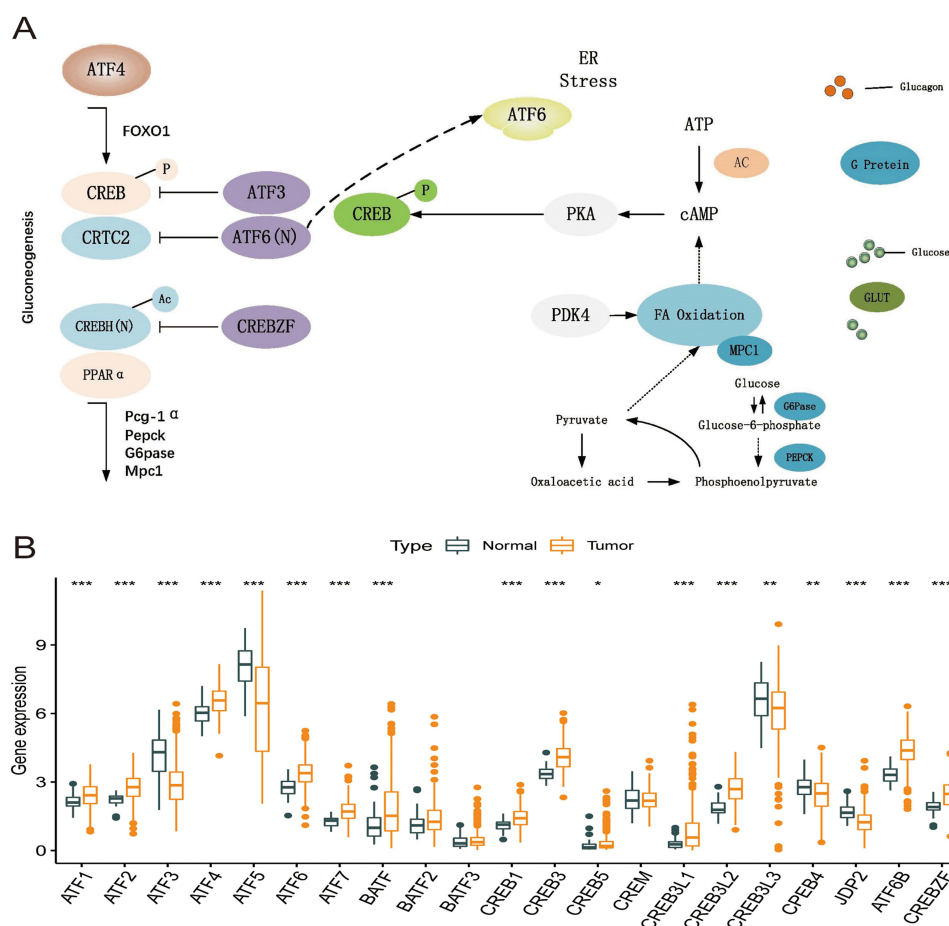 A
ATF4
FOXO1
P
CREB
CRTC2
ATF3
ATF6(N)
Gluconeogenesis
Ac
CREBH(N)
CREBZF
PPAR α
Pcg-1 α
Pepck
G6pase
Mpc1
ER
Stress
ATF6
P
CREB
PKA
ATP
AC
cAMP
PDK4
FA Oxidation
MPC1
Glucose
G6Pase
Glucose-6-phosphate
PEPCK
Pyruvate
Oxaloacetic acid
Phosphoenolpyruvate
Glucagon
G Pretein
Glucose
GLUT
B
Type Normal Tumor
*** *** *** *** *** *** *** *** *** *** * *** *** ** ** *** *** ***
Gene expression
9
6
3
0
ATF1 ATF2 ATF3 ATF4 ATF5 ATF6 ATF7 BATF BATF2 BATF3 CREB1 CREB3 CREB5 CREM CREB3L1 CREB3L2 CREB3L3 CPEB4 JDP2 ATF6B CREBZF